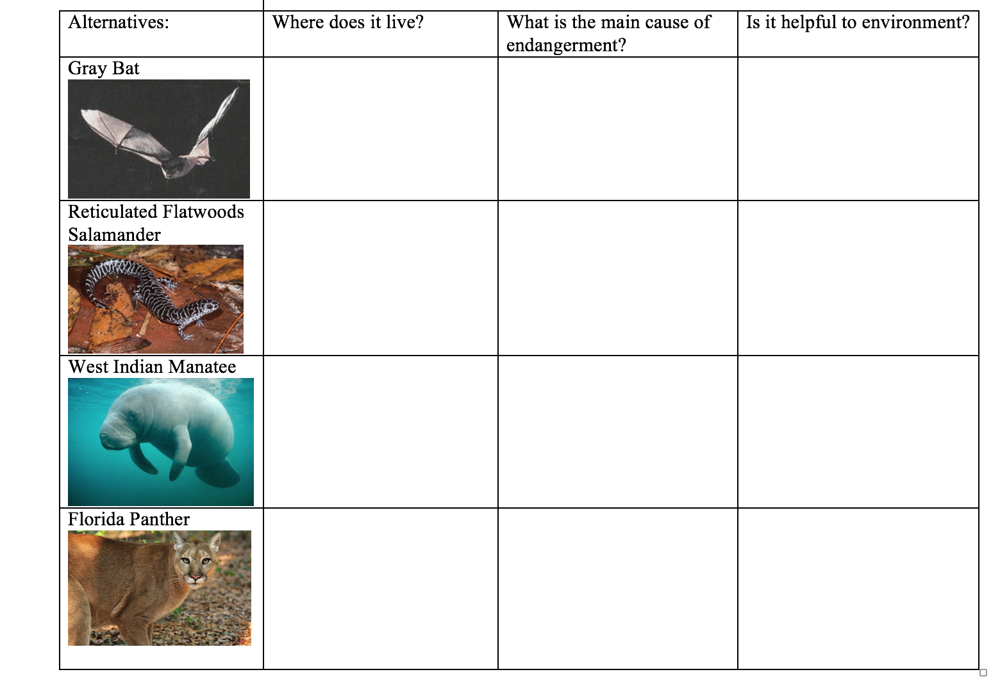 Alternatives:
Where does it live?
What is the main cause of
endangerment?
Is it helpful to environment?
Gray Bat
Reticulated Flatwoods
Salamander
West Indian Manatee
Florida Panther